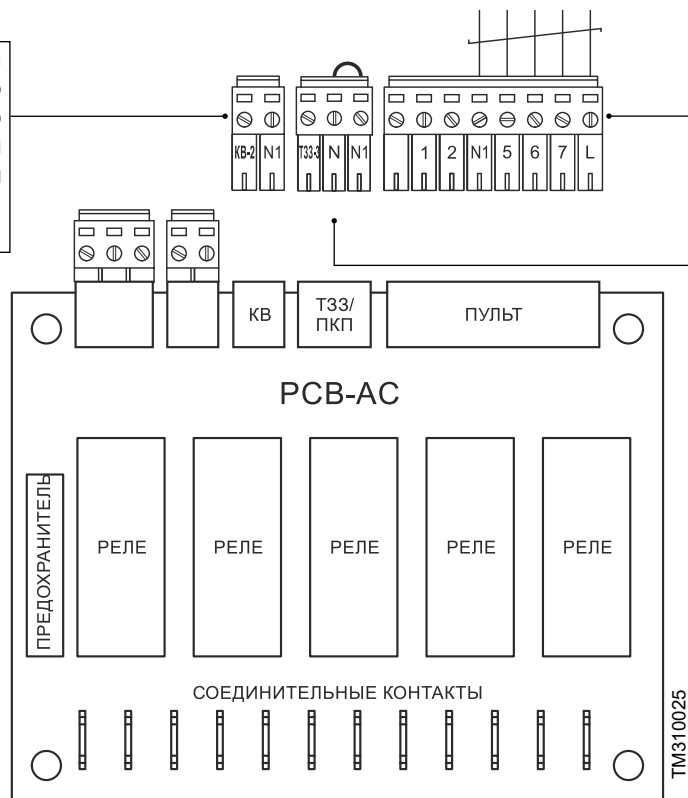 КВ-2 N1 Т33-3 N N1 1 2 N1 5 6 7 L
КВ
Т33/
ПКП
ПУЛЬТ
PCB-AC
ПРЕДОХРАНИТЕЛЬ
РЕЛЕ РЕЛЕ РЕЛЕ РЕЛЕ РЕЛЕ
СОЕДИНИТЕЛЬНЫЕ КОНТАКТЫ
TM310025